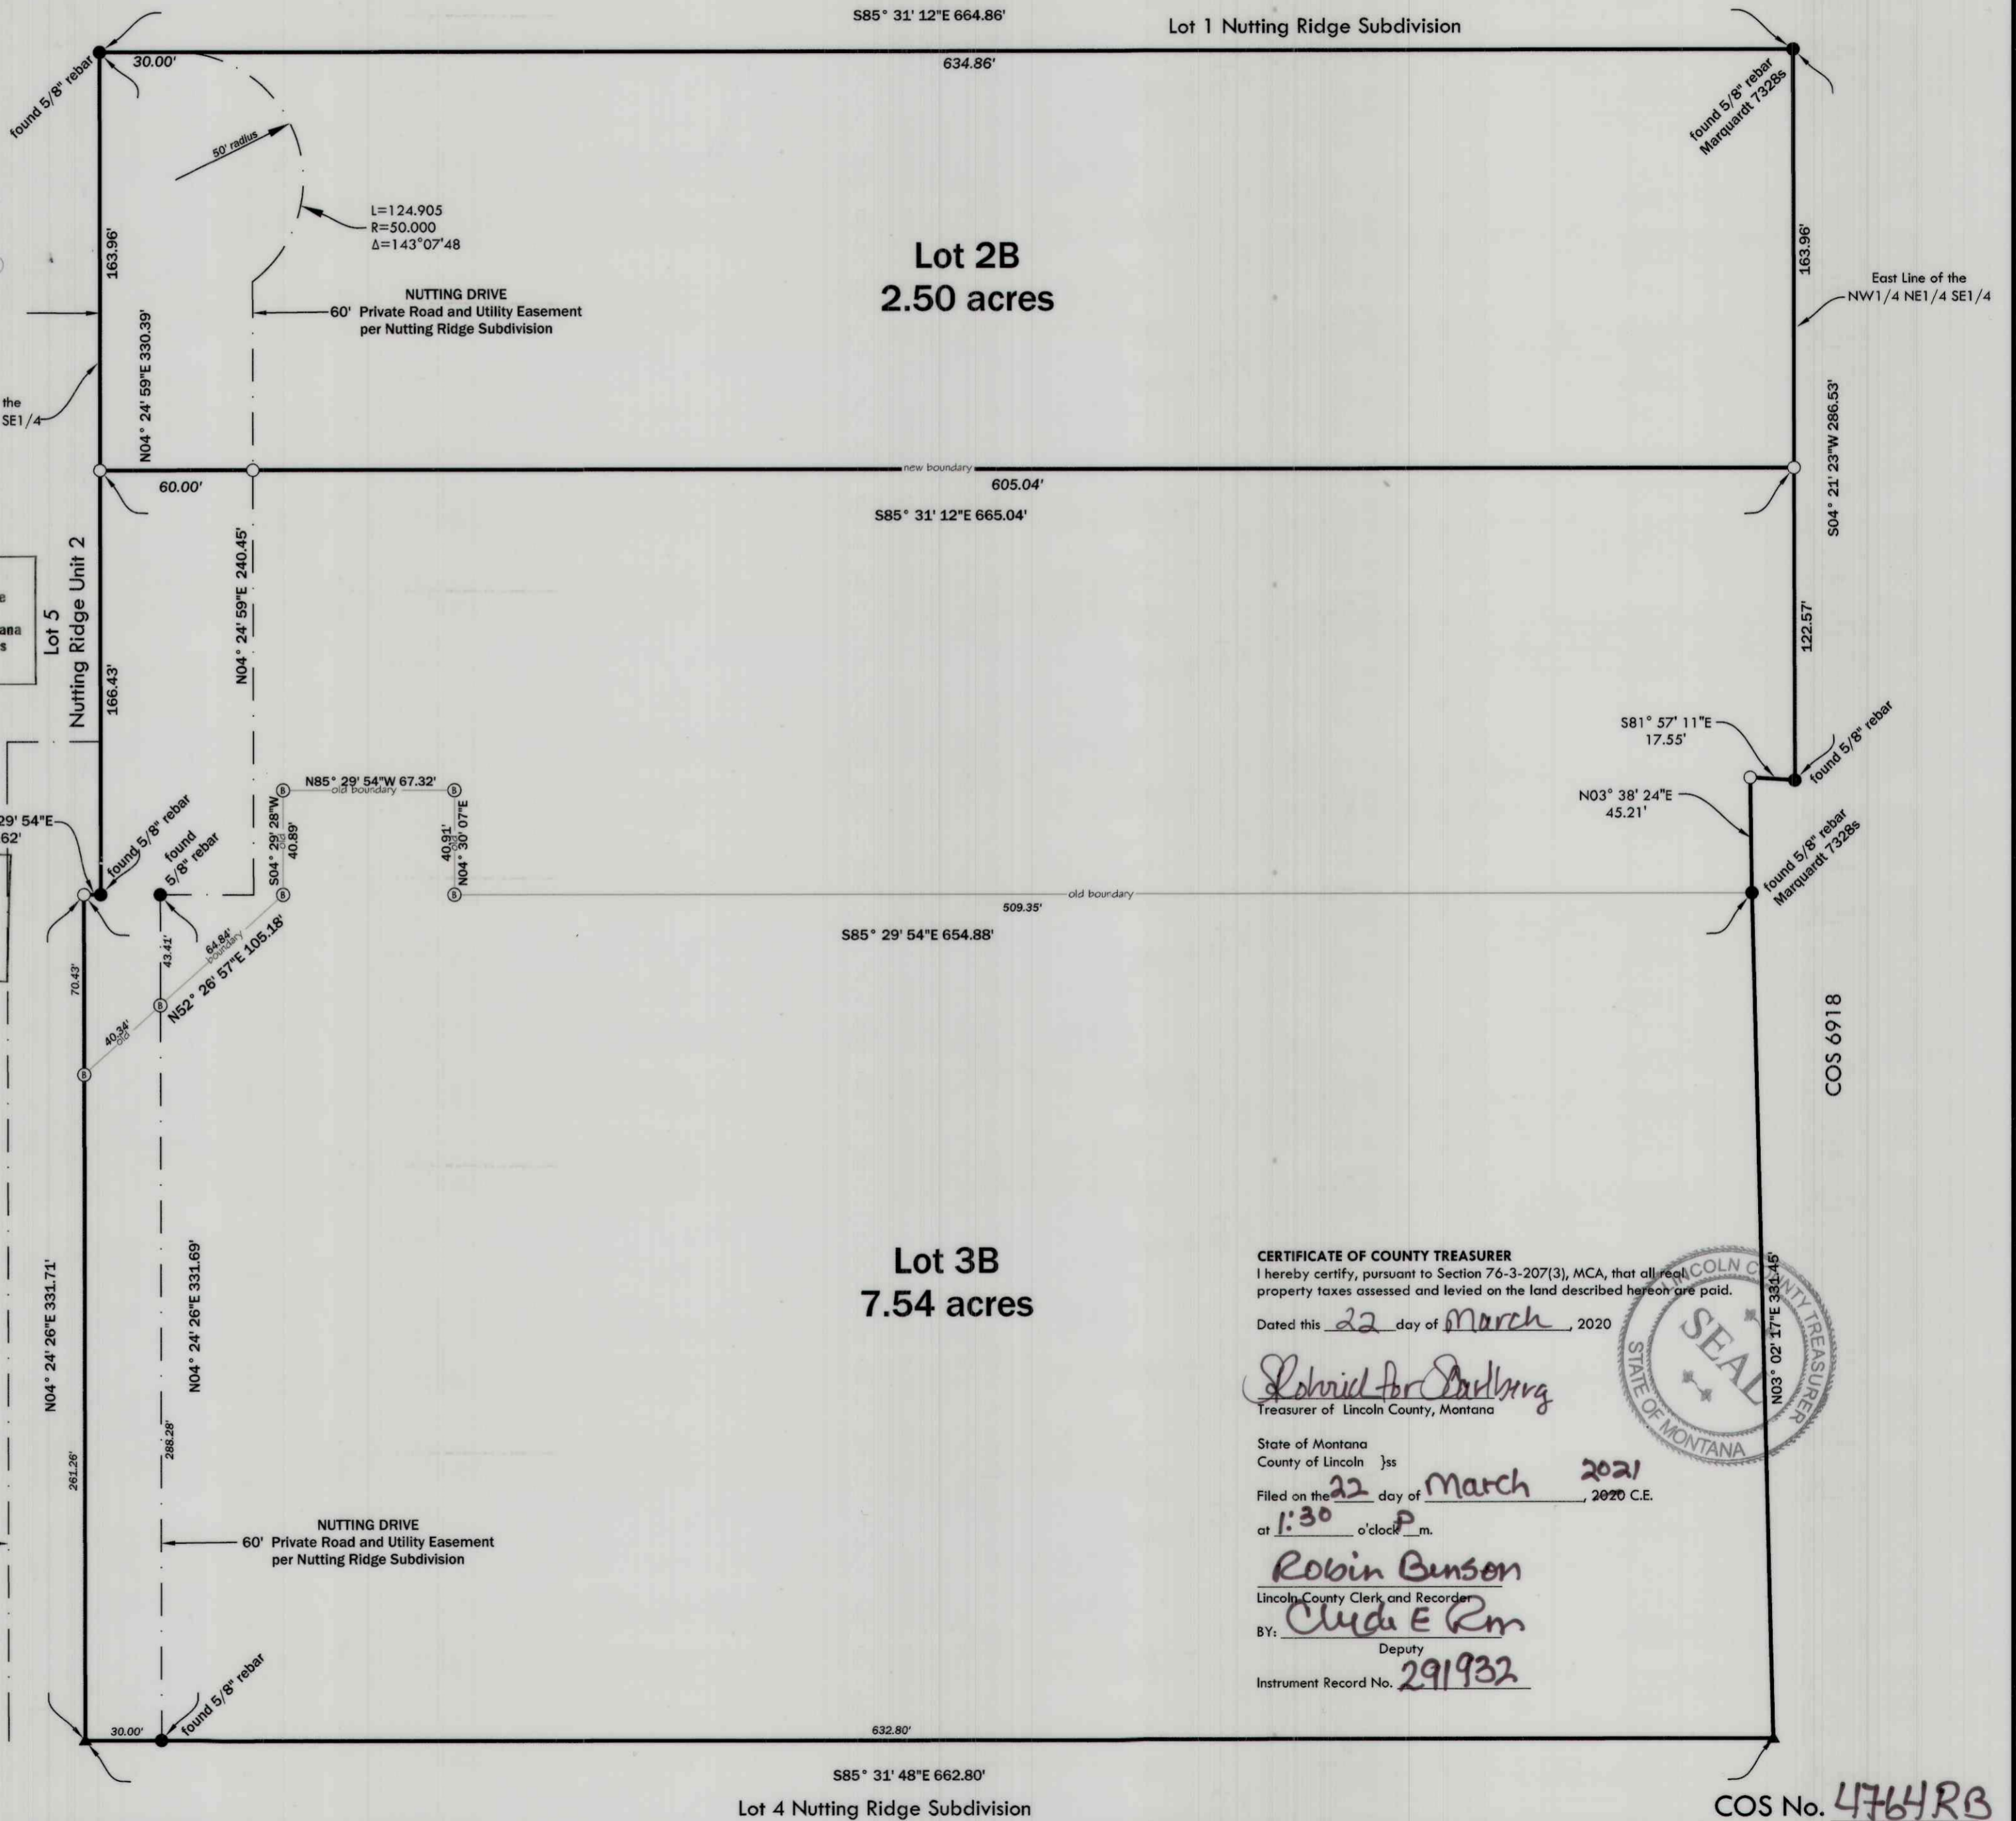 S85° 31' 12"E 664.86'
Lot 1 Nutting Ridge Subdivision
30.00'
634.86'
found 5/8" rebar
found 5/8" rebar
Marquardt 7328s
50' radius
L=124.905
R=50.000
Δ=143°07'48
163.96'
163.96'
Lot 2B
2.50 acres
East Line of the
NW1/4 NE1/4 SE1/4
NUTTING DRIVE
60' Private Road and Utility Easement
per Nutting Ridge Subdivision
N04° 24' 59"E 330.39'
the
SE1/4
S04° 21' 23"W 286.53'
new boundary
60.00'
605.04'
S85° 31' 12"E 665.04'
N04° 24' 59"E 240.45'
Lot 5
Nutting Ridge Unit 2
e
ana
s
166.43'
122.57'
S81° 57' 11"E
17.55'
found 5/8" rebar
N03° 38' 24"E
45.21'
found 5/8" rebar
Marquardt 7328s
B
N85° 29' 54"W 67.32'
old boundary
B
S04° 29' 28"W
old
40.89'
40.91'
old
N04° 30' 07"E
29' 54"E
62'
found 5/8" rebar
found
5/8" rebar
B
B
old boundary
509.35'
S85° 29' 54"E 654.88'
43.41'
64.84'
boundary
N52° 26' 57"E 105.18'
70.43'
B
40.34'
old
B
COS 6918
Lot 3B
7.54 acres
N04° 24' 26"E 331.71'
N04° 24' 26"E 331.69'
N03° 02' 17"E 331.45'
CERTIFICATE OF COUNTY TREASURER
I hereby certify, pursuant to Section 76-3-207(3), MCA, that all real
property taxes assessed and levied on the land described hereon are paid.
Dated this 22 day of March, 2020
for
Treasurer of Lincoln County, Montana
LINCOLN COUNTY TREASURER
SEAL
STATE OF MONTANA
State of Montana
County of Lincoln }ss
2021
Filed on the 22 day of March, 2020 C.E.
at 1:30 o'clock P m.
Robin Benson
Lincoln County Clerk and Recorder
BY:
Deputy
Instrument Record No. 291932
261.26'
288.28'
NUTTING DRIVE
60' Private Road and Utility Easement
per Nutting Ridge Subdivision
found 5/8" rebar
30.00'
632.80'
S85° 31' 48"E 662.80'
Lot 4 Nutting Ridge Subdivision
COS No. 4764RB